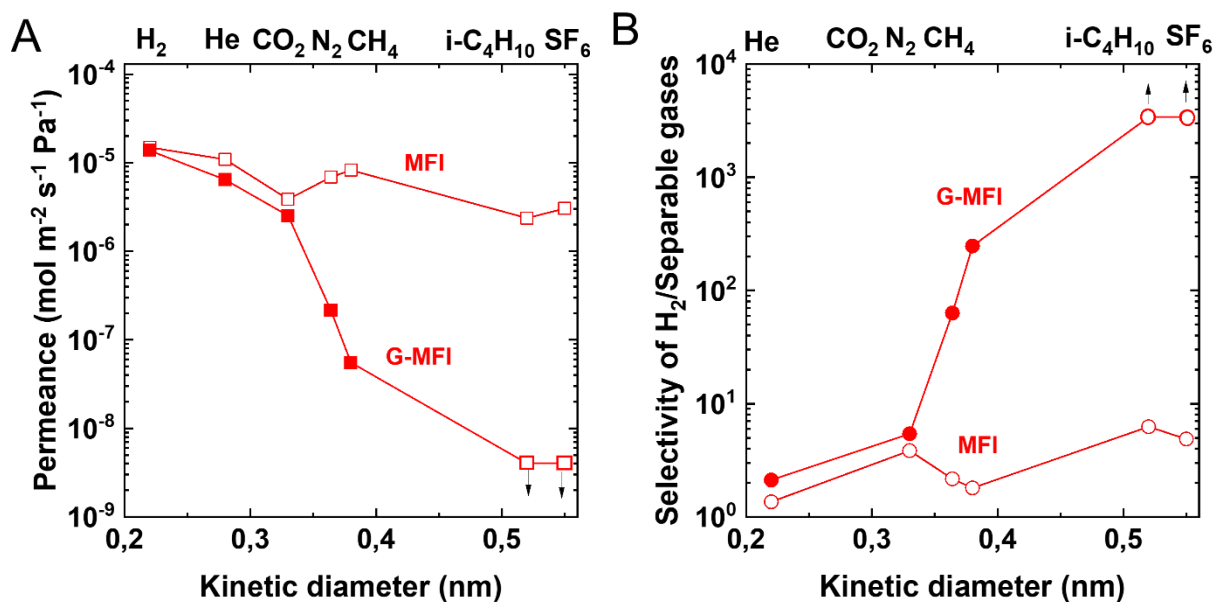 A
H₂ He CO₂ N₂ CH₄ i-C₄H₁₀ SF₆
10⁻⁴
10⁻⁵
10⁻⁶
10⁻⁷
10⁻⁸
10⁻⁹
Permeance (mol m⁻² s⁻¹ Pa⁻¹)
MFI
G-MFI
0,2 0,3 0,4 0,5
Kinetic diameter (nm)
B
He CO₂ N₂ CH₄ i-C₄H₁₀ SF₆
10⁴
10³
10²
10¹
10⁰
Selectivity of H₂/Separable gases
G-MFI
MFI
0,2 0,3 0,4 0,5
Kinetic diameter (nm)